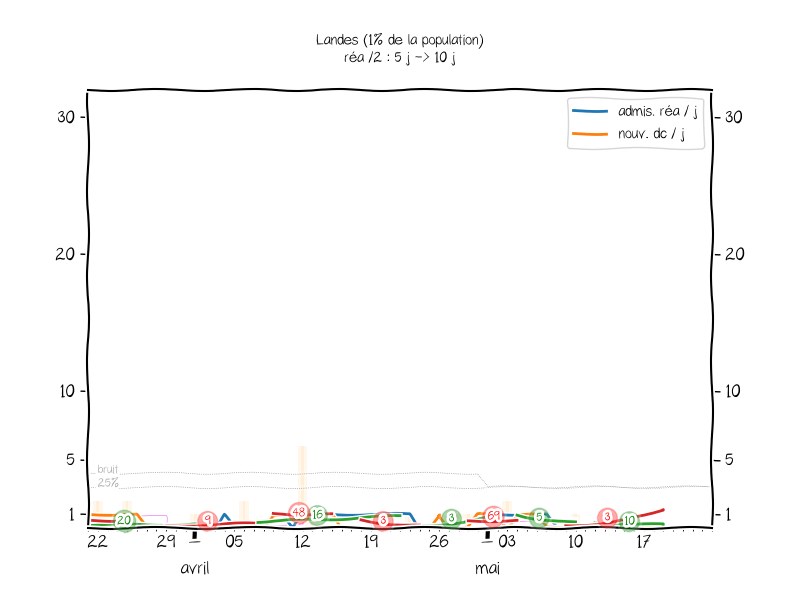 Landes (1% de la population)
réa /2 : 5 j -> 10 j
admis. réa / j
nouv. dc / j
30 30
20 20
10 10
5 5
bruit
25%
1 1
20 9 48 16 3 3 69 5 3 10
22 29 05 12 19 26 03 10 17
avril mai